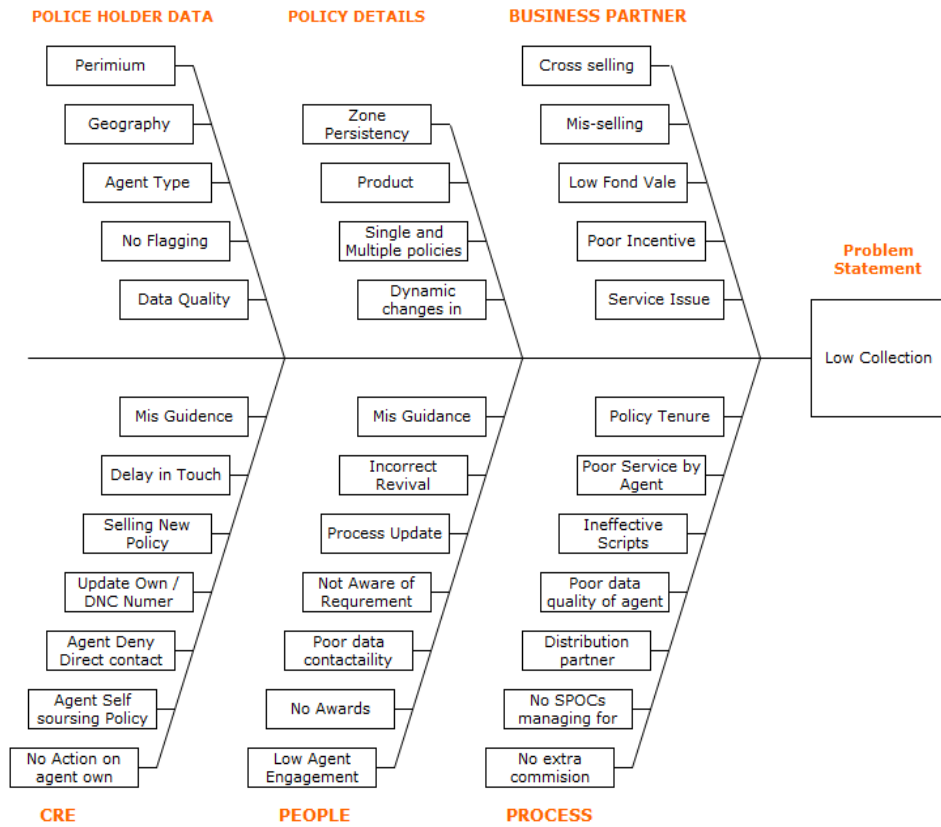 POLICE HOLDER DATA
Perimium
Geography
Agent Type
No Flagging
Data Quality
POLICY DETAILS
Zone
Persistency
Product
Single and
Multiple policies
Dynamic
changes in
BUSINESS PARTNER
Cross selling
Mis-selling
Low Fond Vale
Poor Incentive
Service Issue
Problem
Statement
Low Collection
Mis Guidence
Delay in Touch
Selling New
Policy
Update Own /
DNC Numer
Agent Deny
Direct contact
Agent Self
soursing Policy
No Action on
agent own
CRE
Mis Guidance
Incorrect
Revival
Process Update
Not Aware of
Requrement
Poor data
contactaility
No Awards
Low Agent
Engagement
PEOPLE
Policy Tenure
Poor Service by
Agent
Ineffective
Scripts
Poor data
quality of agent
Distribution
partner
No SPOCs
managing for
No extra
commision
PROCESS